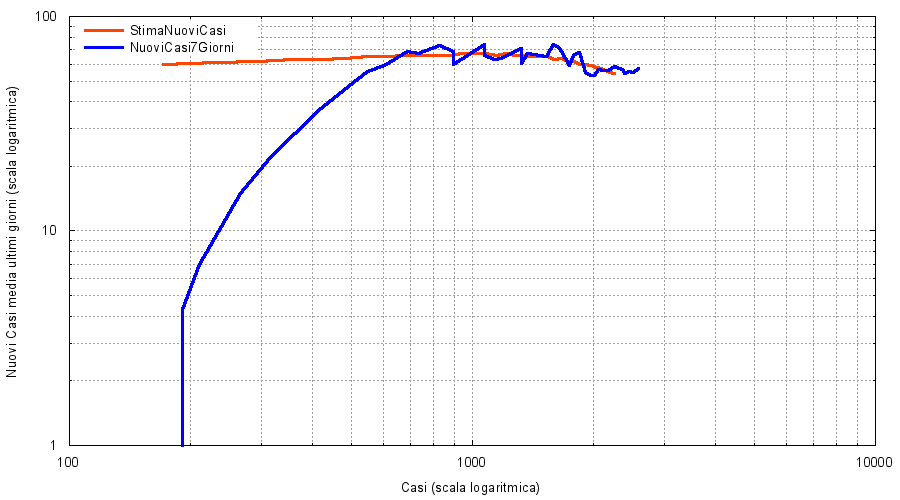 100
StimaNuoviCasi
NuoviCasi7Giorni
10
1
Nuovi Casi media ultimi giorni (scala logaritmica)
100
1000
10000
Casi (scala logaritmica)